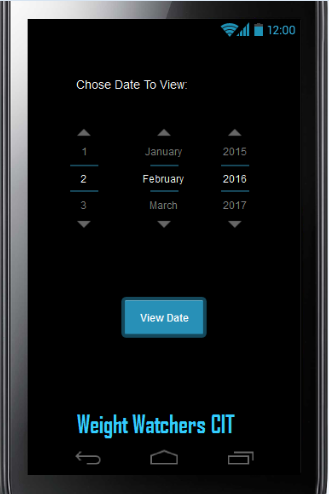 12:00
Chose Date To View:
1 January 2015
2 February 2016
3 March 2017
View Date
Weight Watchers CIT